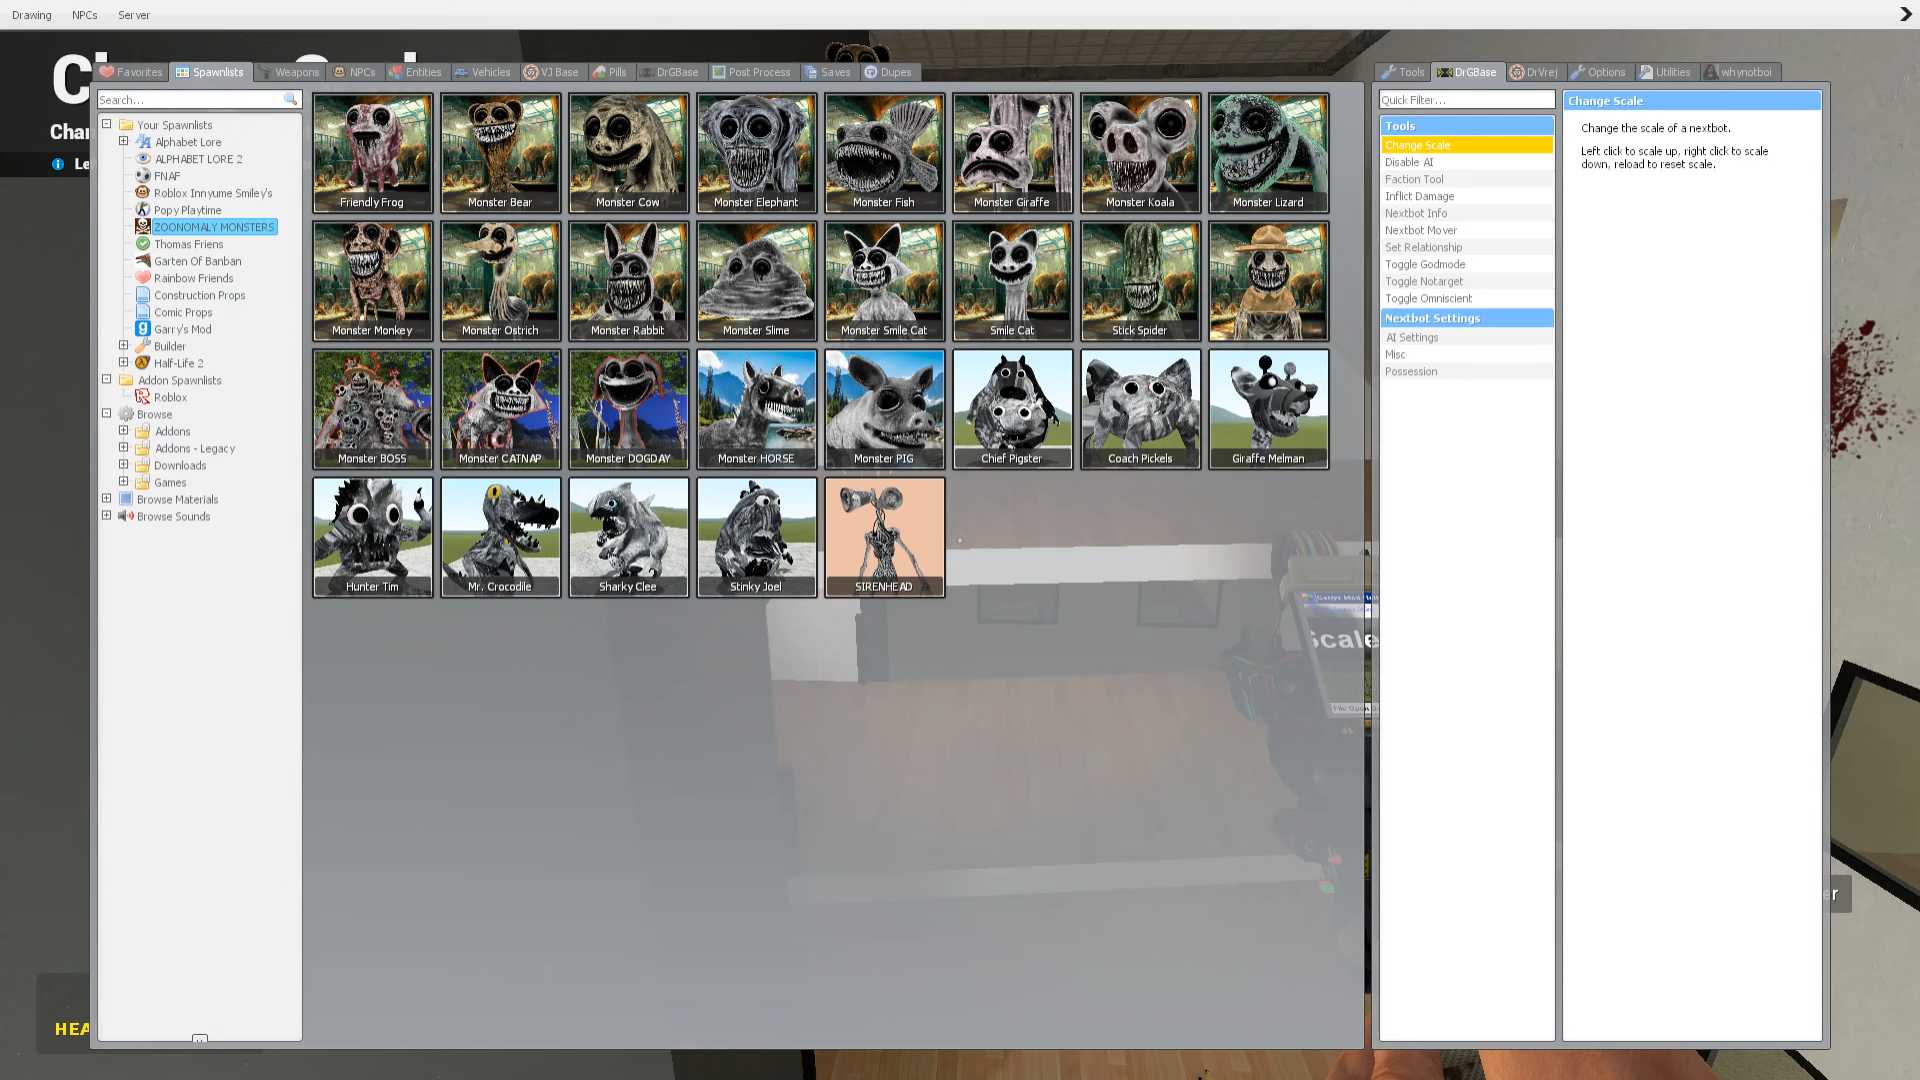 Drawing NPCs Server
Favorites Spawnlists Weapons NPCs Entities Vehicles VJ Base Pills DrGBase Post Process Saves Dupes
Tools DrGBase DrVrej Options Utilities whynotboi
Search...
Your Spawnlists
Alphabet Lore
ALPHABET LORE 2
FNAF
Roblox Innyume Smiley's
Popy Playtime
ZOONOMALY MONSTERS
Thomas Friens
Garten Of Banban
Rainbow Friends
Construction Props
Comic Props
Garry's Mod
Builder
Half-Life 2
Addon Spawnlists
Roblox
Browse
Addons
Addons - Legacy
Downloads
Games
Browse Materials
Browse Sounds
Friendly Frog Monster Bear Monster Cow Monster Elephant Monster Fish Monster Giraffe Monster Koala Monster Lizard
Monster Monkey Monster Ostrich Monster Rabbit Monster Slime Monster Smile Cat Smile Cat Stick Spider
Monster BOSS Monster CATNAP Monster DOGDAY Monster HORSE Monster PIG Chief Pigster Coach Pickels Giraffe Melman
Hunter Tim Mr. Crocodile Sharky Clee Stinky Joel SIRENHEAD
Quick Filter...
Tools
Change Scale
Disable AI
Faction Tool
Inflict Damage
Nextbot Info
Nextbot Mover
Set Relationship
Toggle Godmode
Toggle Notarget
Toggle Omniscient
Nextbot Settings
AI Settings
Misc
Possession
Change Scale
Change the scale of a nextbot.
Left click to scale up, right click to scale
down, reload to reset scale.
Scale
HEA